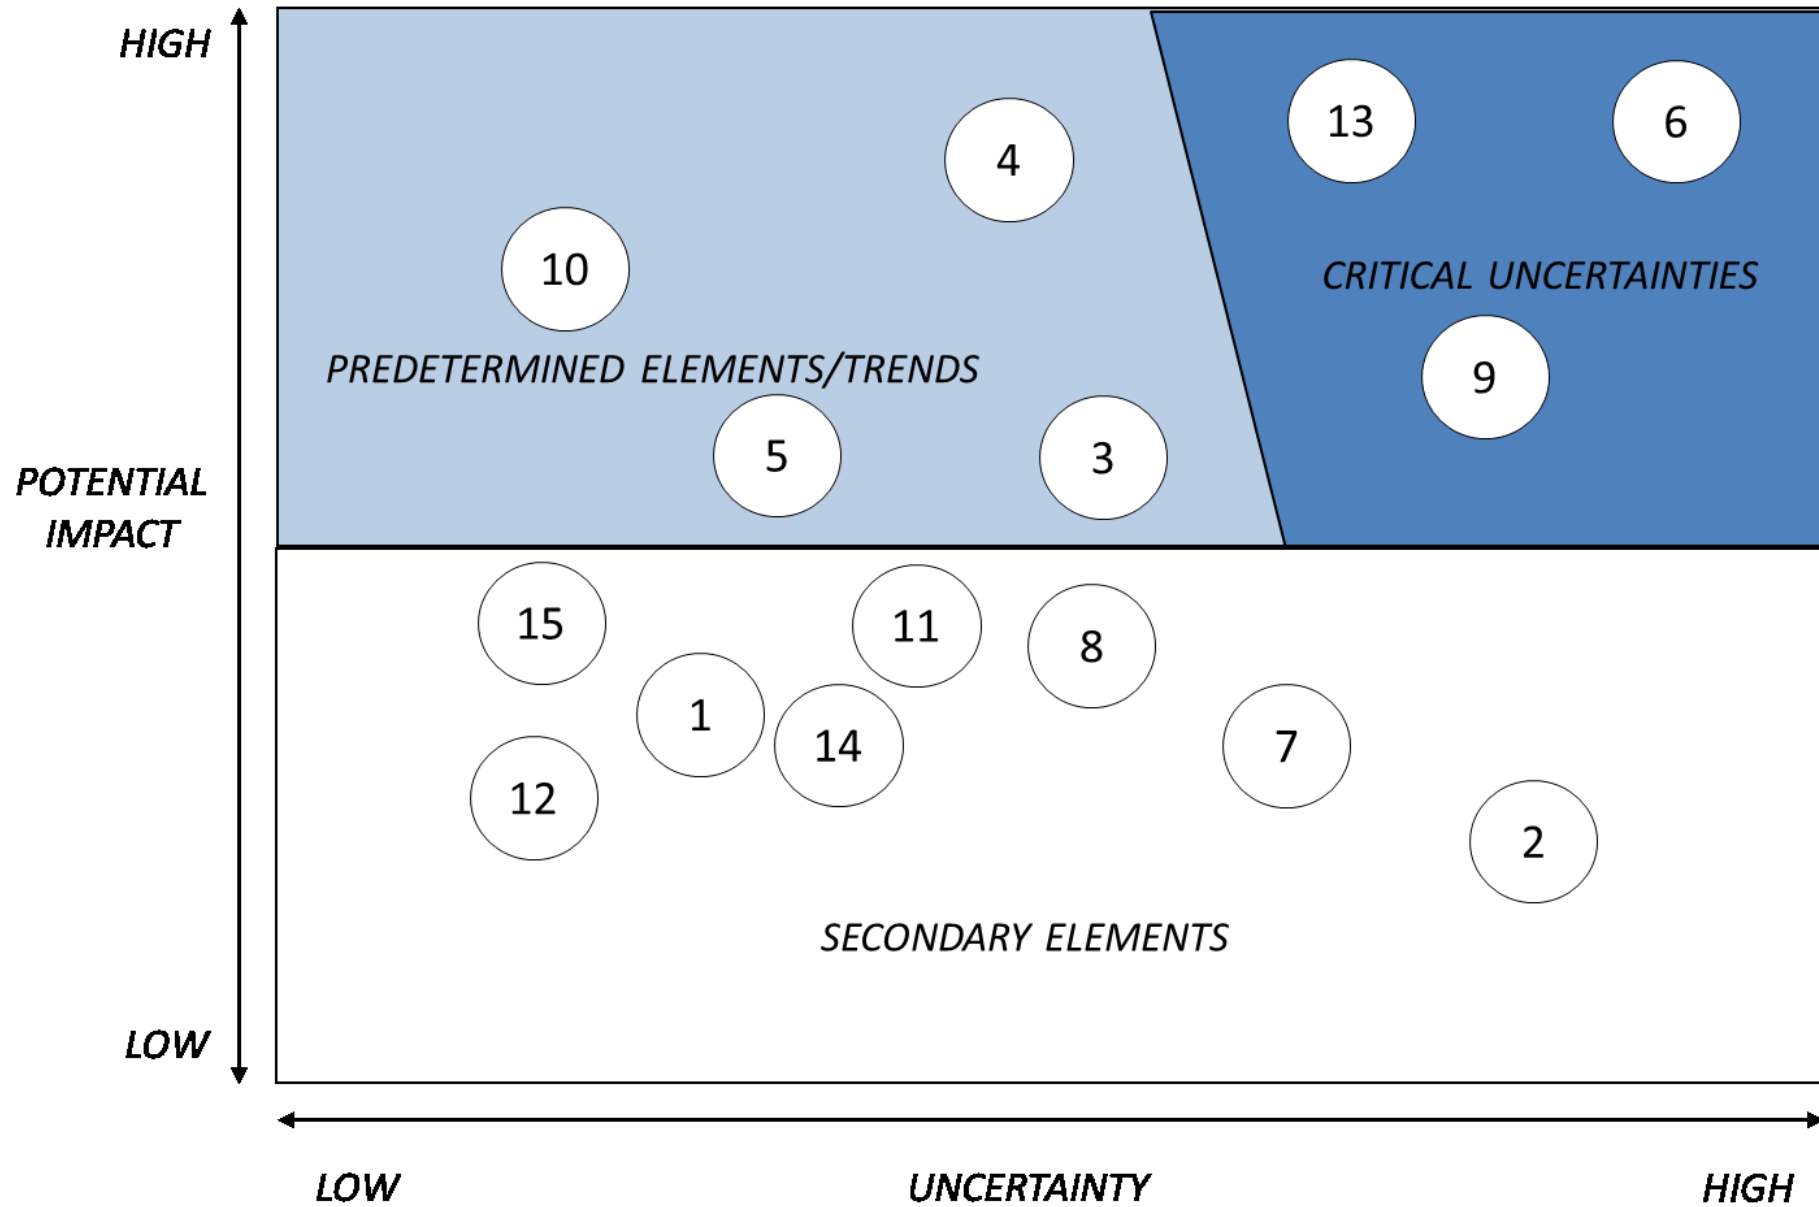 HIGH
13
6
4
10
CRITICAL UNCERTAINTIES
PREDETERMINED ELEMENTS/TRENDS
9
5
3
POTENTIAL
IMPACT
15
11
8
1
14
7
12
2
SECONDARY ELEMENTS
LOW
LOW
UNCERTAINTY
HIGH